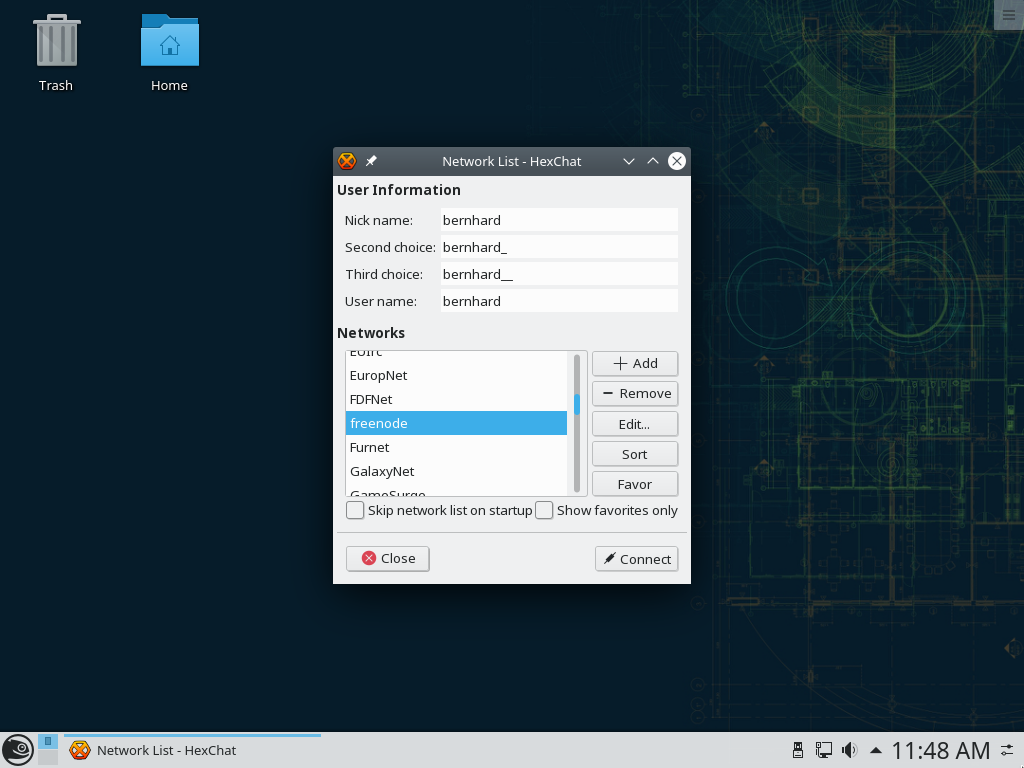 Trash
Home
Network List - HexChat
User Information
Nick name: bernhard
Second choice: bernhard_
Third choice: bernhard__
User name: bernhard
Networks
EUIrc
EuropNet
FDFNet
freenode
Furnet
GalaxyNet
GameSurge
Add
Remove
Edit...
Sort
Favor
Skip network list on startup
Show favorites only
Close
Connect
Network List - HexChat
11:48 AM